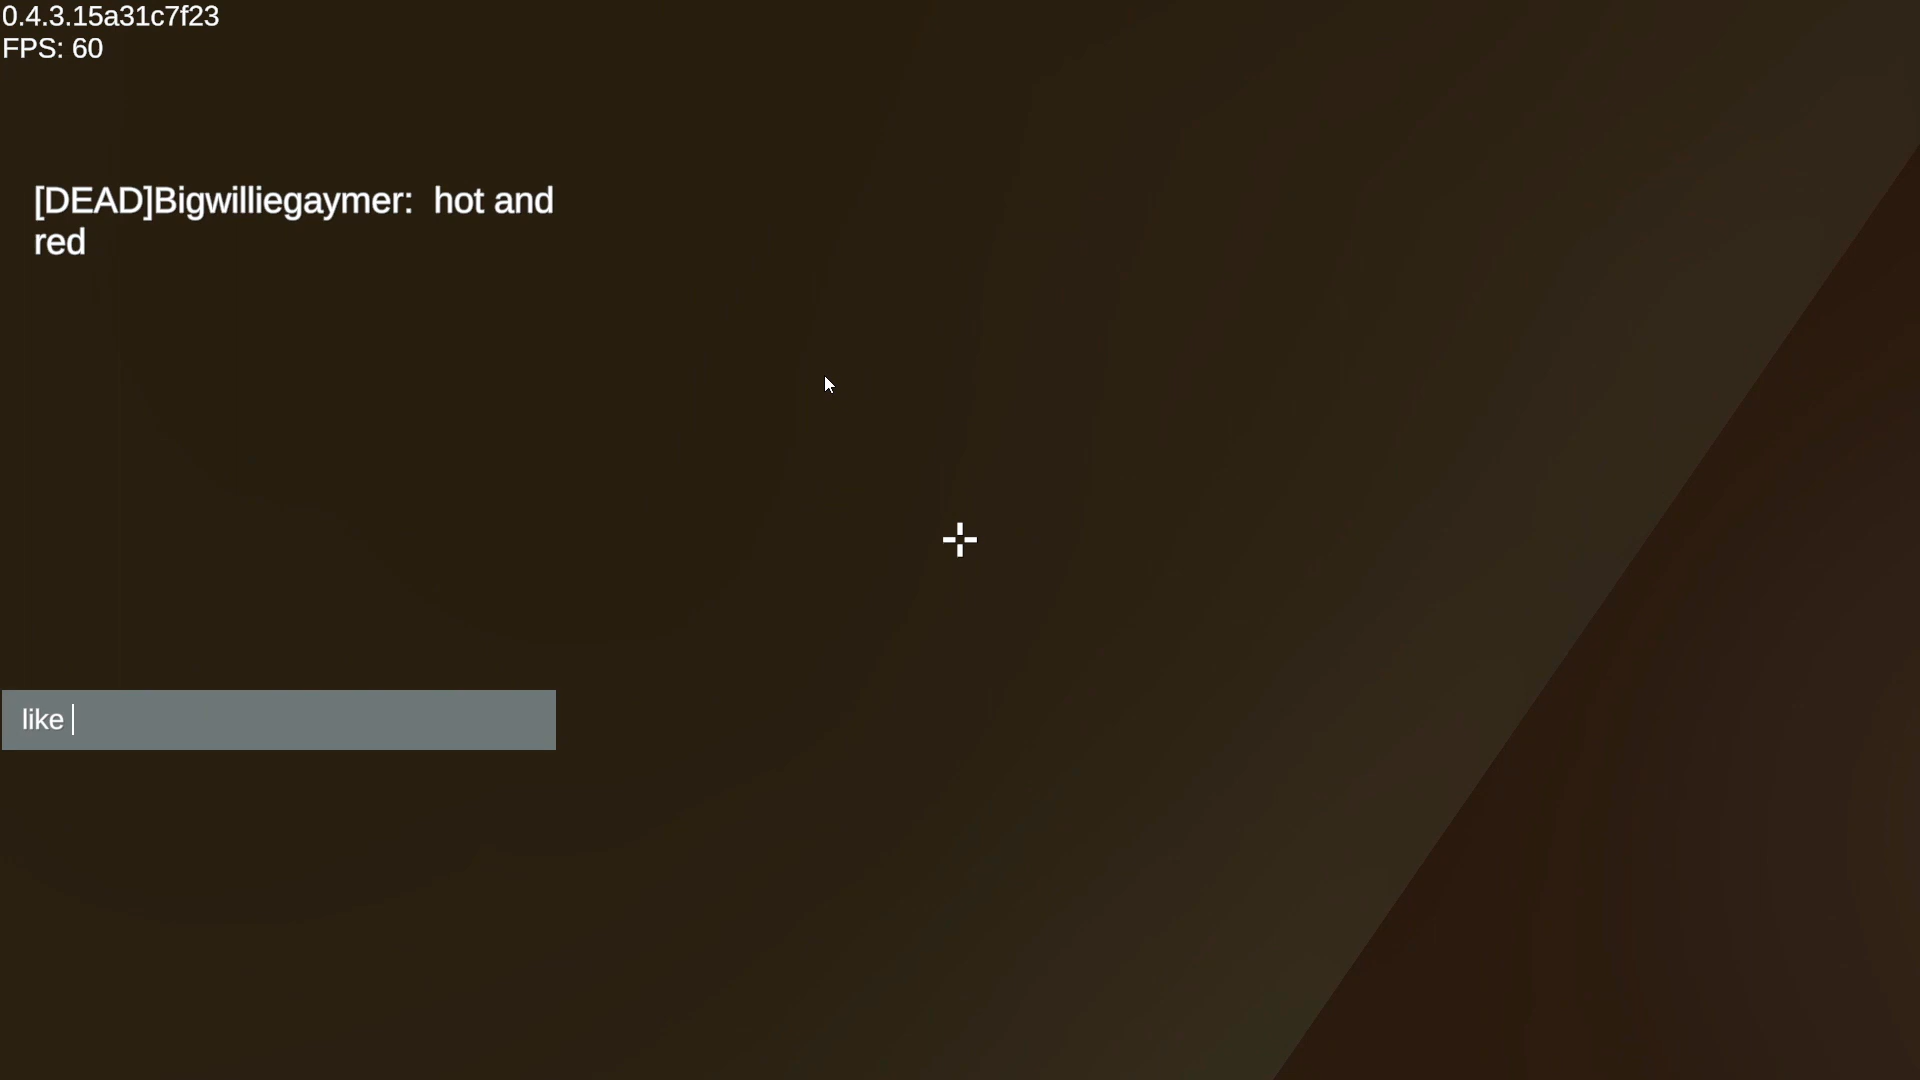 0.4.3.15a31c7f23
FPS: 60
[DEAD]Bigwilliegaymer:  hot and
red
like